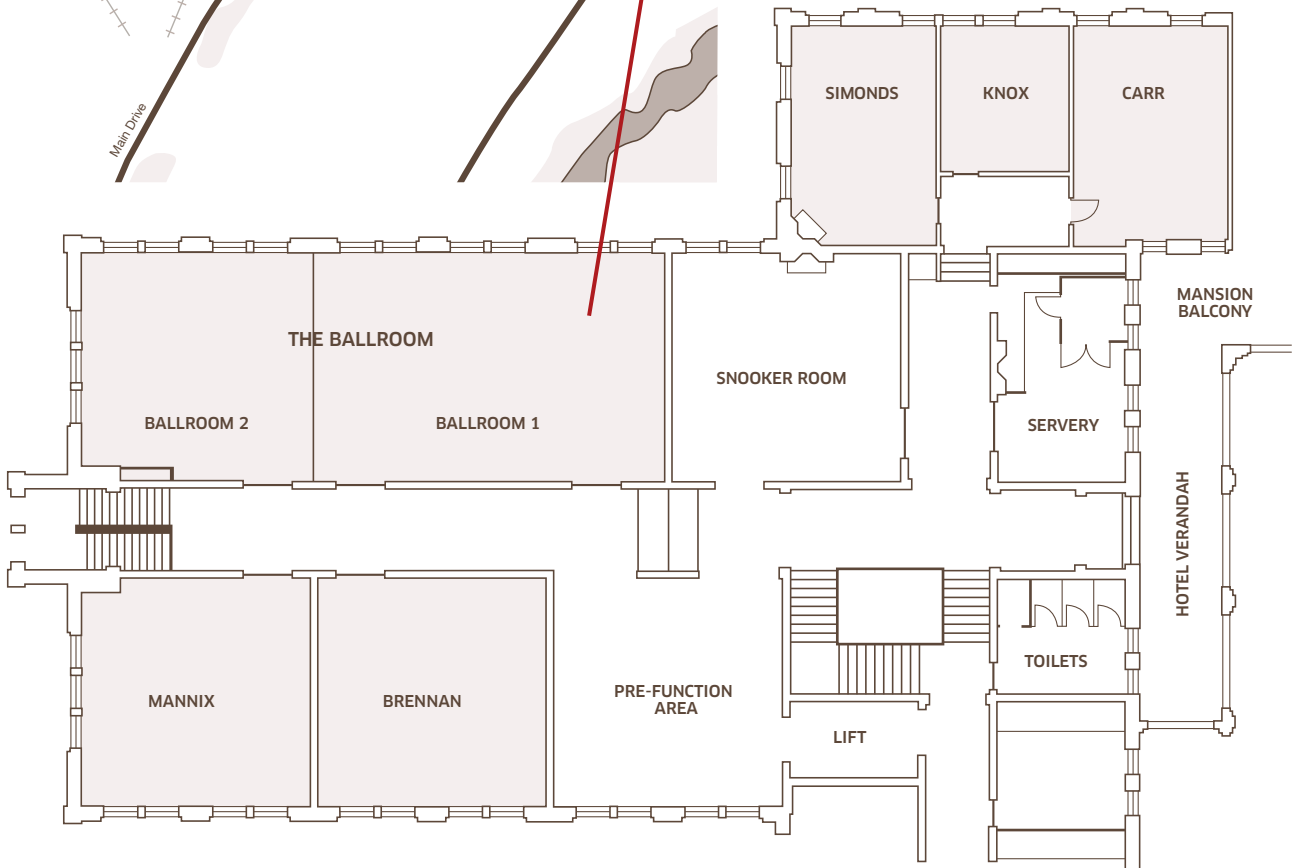 Main Drive
SIMONDS
KNOX
CARR
MANSION
BALCONY
THE BALLROOM
SNOOKER ROOM
BALLROOM 2
BALLROOM 1
SERVERY
HOTEL VERANDAH
TOILETS
MANNIX
BRENNAN
PRE-FUNCTION
AREA
LIFT